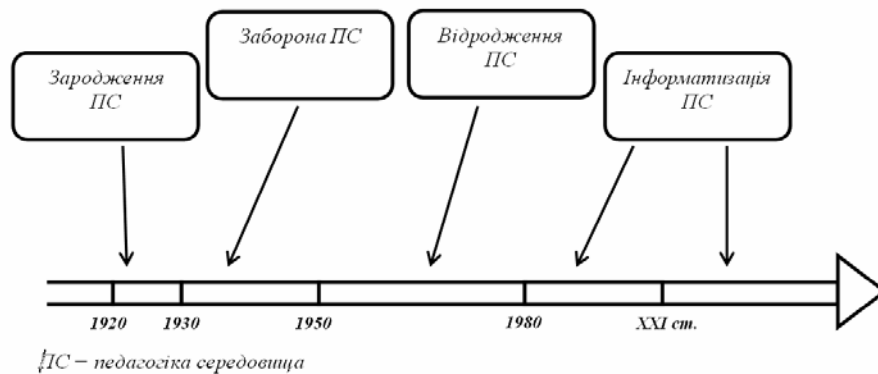 Зародження
ПС
Заборона ПС
Відродження
ПС
Інформатизація
ПС
1920
1930
1950
1980
XXI ст.
ПС – педагогіка середовища